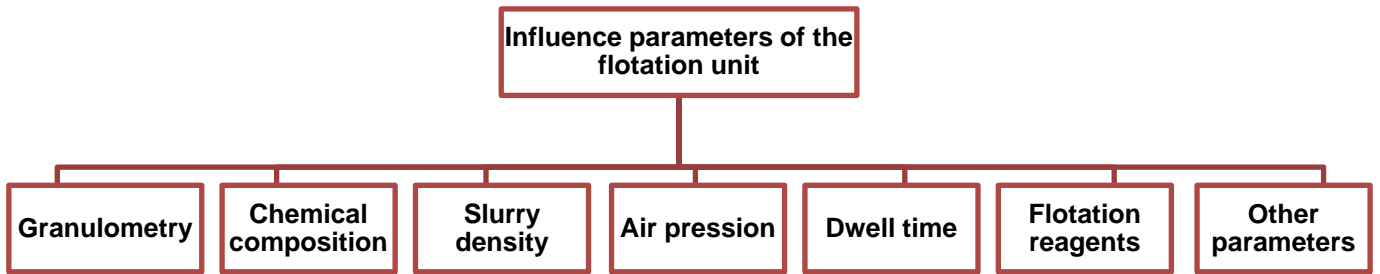 Influence parameters of the
flotation unit
Granulometry
Chemical
composition
Slurry
density
Air pression
Dwell time
Flotation
reagents
Other
parameters